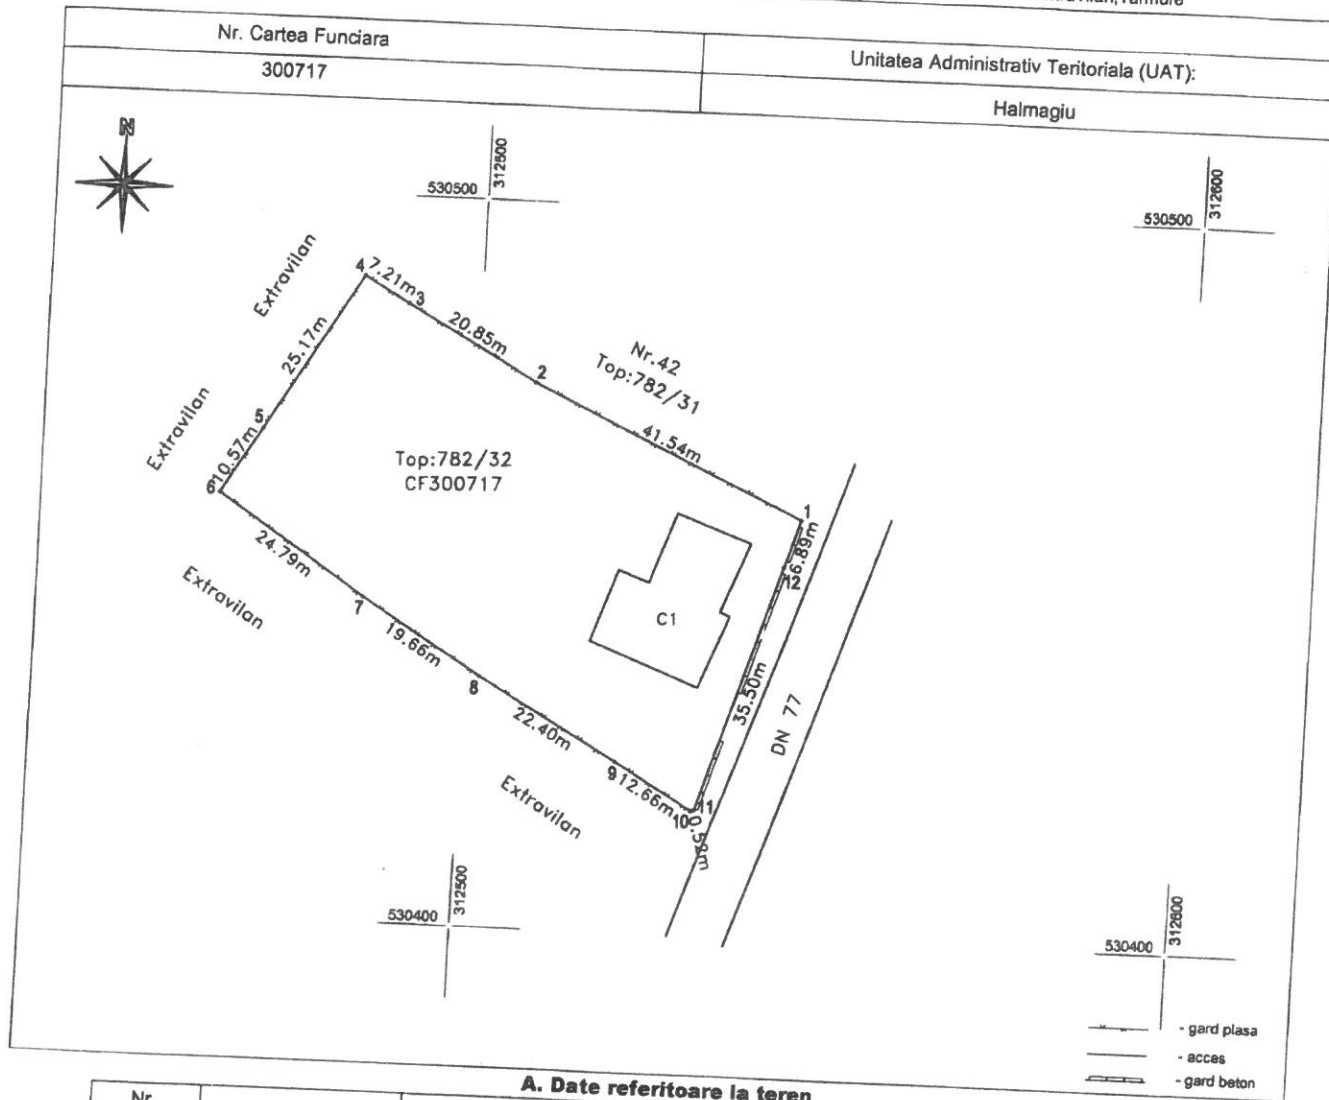 Nr. Cartea Funciara
Unitatea Administrativ Teritoriala (UAT):
300717
Halmagiu
N
530500
312500
530500
312600
Extravilan
4
7.21m
3
20.85m
2
Nr.42
Top:782/31
41.54m
25.17m
Extravilan
5
10.57m
6
Top:782/32
CF300717
1
6.89m
12
C1
24.79m
Extravilan
7
19.66m
8
22.40m
9
12.66m
10
11
0.52m
35.50m
DN 77
Extravilan
530400
312500
530400
312600
- gard plasa
- acces
- gard beton
A. Date referitoare la teren
Nr